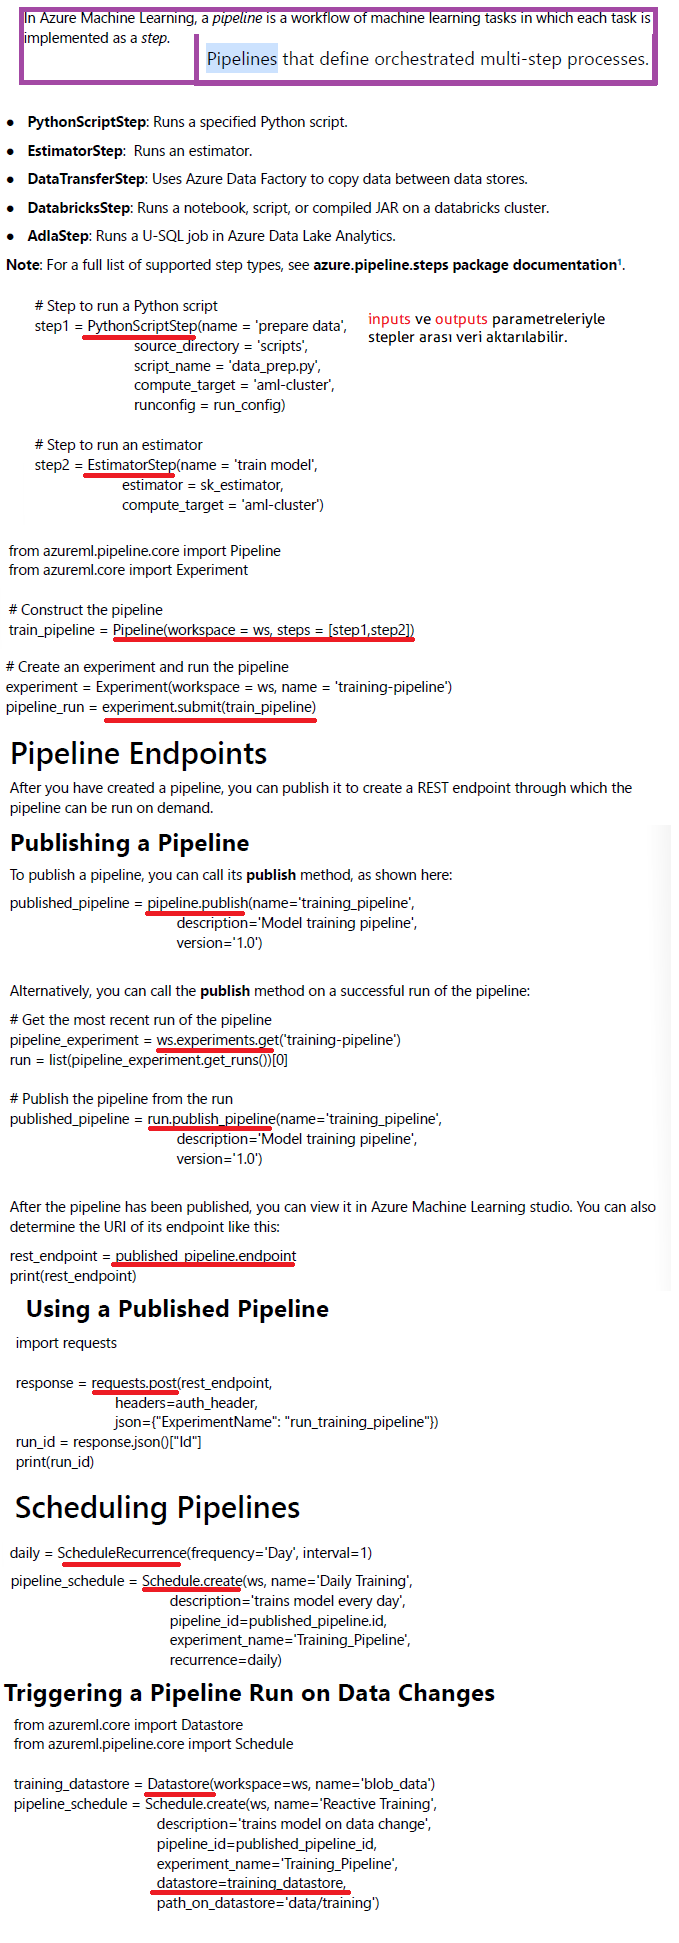 In Azure Machine Learning, a pipeline is a workflow of machine learning tasks in which each task is
implemented as a step.
Pipelines that define orchestrated multi-step processes.
● PythonScriptStep: Runs a specified Python script.
● EstimatorStep: Runs an estimator.
● DataTransferStep: Uses Azure Data Factory to copy data between data stores.
● DatabricksStep: Runs a notebook, script, or compiled JAR on a databricks cluster.
● AdlaStep: Runs a U-SQL job in Azure Data Lake Analytics.
Note: For a full list of supported step types, see azure.pipeline.steps package documentation¹.
# Step to run a Python script
step1 = PythonScriptStep(name = 'prepare data',
source_directory = 'scripts',
script_name = 'data_prep.py',
compute_target = 'aml-cluster',
runconfig = run_config)
inputs ve outputs parametreleriyle
stepler arası veri aktarılabilir.
# Step to run an estimator
step2 = EstimatorStep(name = 'train model',
estimator = sk_estimator,
compute_target = 'aml-cluster')
from azureml.pipeline.core import Pipeline
from azureml.core import Experiment
# Construct the pipeline
train_pipeline = Pipeline(workspace = ws, steps = [step1,step2])
# Create an experiment and run the pipeline
experiment = Experiment(workspace = ws, name = 'training-pipeline')
pipeline_run = experiment.submit(train_pipeline)
Pipeline Endpoints
After you have created a pipeline, you can publish it to create a REST endpoint through which the
pipeline can be run on demand.
Publishing a Pipeline
To publish a pipeline, you can call its publish method, as shown here:
published_pipeline = pipeline.publish(name='training_pipeline',
description='Model training pipeline',
version='1.0')
Alternatively, you can call the publish method on a successful run of the pipeline:
# Get the most recent run of the pipeline
pipeline_experiment = ws.experiments.get('training-pipeline')
run = list(pipeline_experiment.get_runs())[0]
# Publish the pipeline from the run
published_pipeline = run.publish_pipeline(name='training_pipeline',
description='Model training pipeline',
version='1.0')
After the pipeline has been published, you can view it in Azure Machine Learning studio. You can also
determine the URI of its endpoint like this:
rest_endpoint = published_pipeline.endpoint
print(rest_endpoint)
Using a Published Pipeline
import requests
response = requests.post(rest_endpoint,
headers=auth_header,
json={"ExperimentName": "run_training_pipeline"})
run_id = response.json()["Id"]
print(run_id)
Scheduling Pipelines
daily = ScheduleRecurrence(frequency='Day', interval=1)
pipeline_schedule = Schedule.create(ws, name='Daily Training',
description='trains model every day',
pipeline_id=published_pipeline.id,
experiment_name='Training_Pipeline',
recurrence=daily)
Triggering a Pipeline Run on Data Changes
from azureml.core import Datastore
from azureml.pipeline.core import Schedule
training_datastore = Datastore(workspace=ws, name='blob_data')
pipeline_schedule = Schedule.create(ws, name='Reactive Training',
description='trains model on data change',
pipeline_id=published_pipeline_id,
experiment_name='Training_Pipeline',
datastore=training_datastore,
path_on_datastore='data/training')